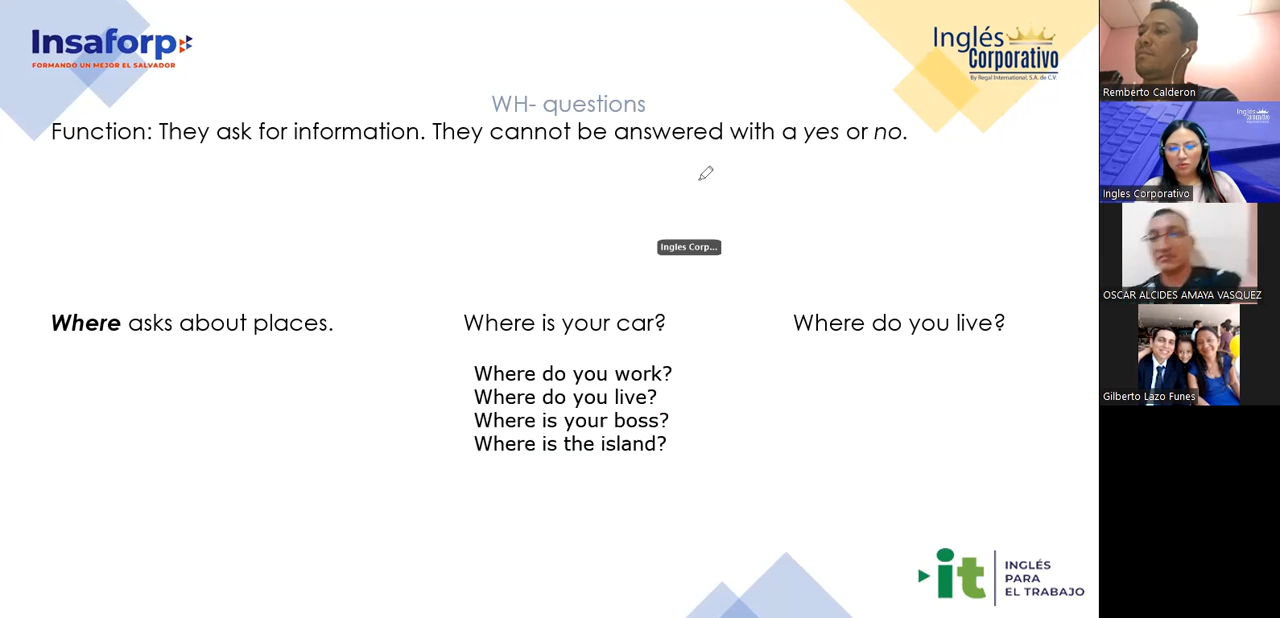 Insaforp
FORMANDO UN MEJOR EL SALVADOR
Inglés
Corporativo
By Regal International, S.A. de C.V.
WH- questions
Function: They ask for information. They cannot be answered with a yes or no.
Ingles Corp...
Where asks about places.
Where is your car?
Where do you live?
Where do you work?
Where do you live?
Where is your boss?
Where is the island?
it
INGLÉS
PARA
EL TRABAJO
Remberto Calderon
Inglés
Ingles Corporativo
OSCAR ALCIDES AMAYA VASQUEZ
Gilberto Lazo Funes